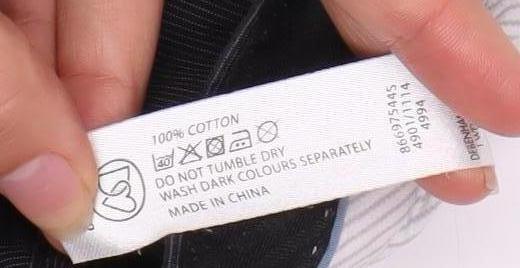 100% COTTON
40
DO NOT TUMBLE DRY
WASH DARK COLOURS SEPARATELY
MADE IN CHINA
866975445
4901/1114
4994